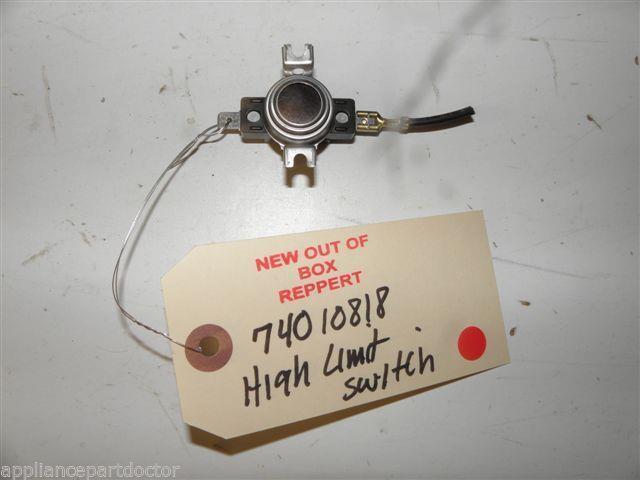 NEW OUT OF
BOX
REPPERT
74010818
High Limit
switch
appliancepartdoctor